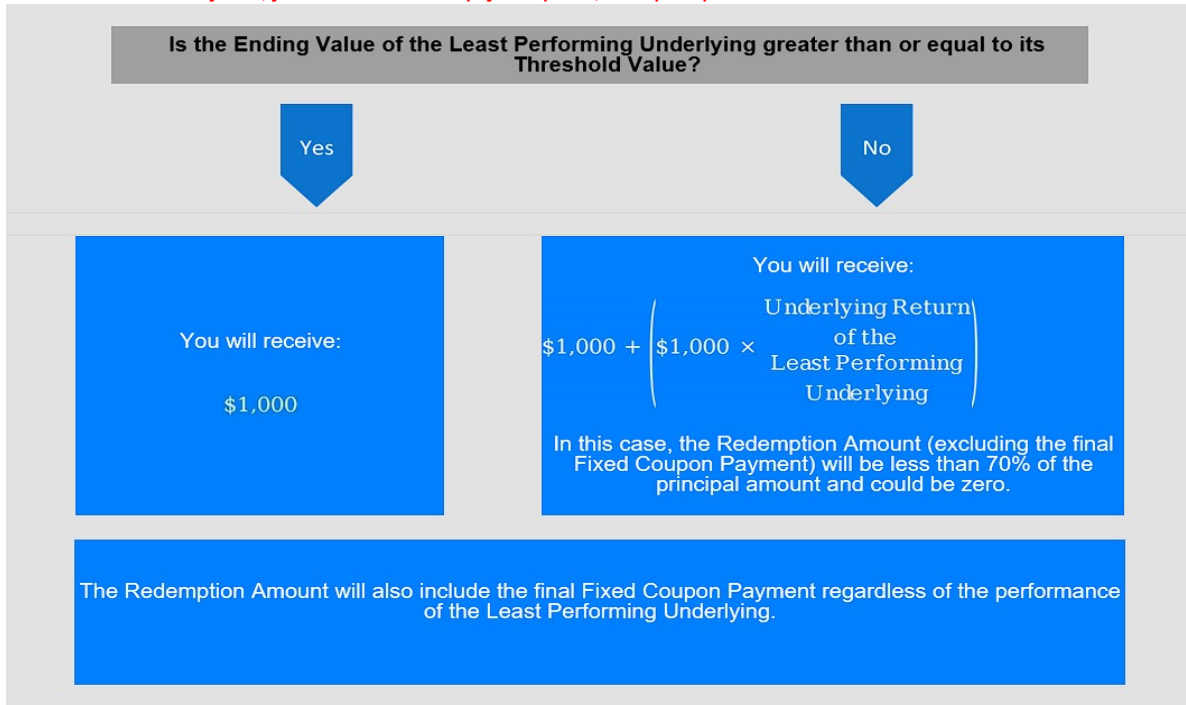 Is the Ending Value of the Least Performing Underlying greater than or equal to its
Threshold Value?
Yes
No
You will receive:
$1,000
You will receive:
$1,000 + ($1,000 × Underlying Return
of the
Least Performing
Underlying)
In this case, the Redemption Amount (excluding the final
Fixed Coupon Payment) will be less than 70% of the
principal amount and could be zero.
The Redemption Amount will also include the final Fixed Coupon Payment regardless of the performance
of the Least Performing Underlying.